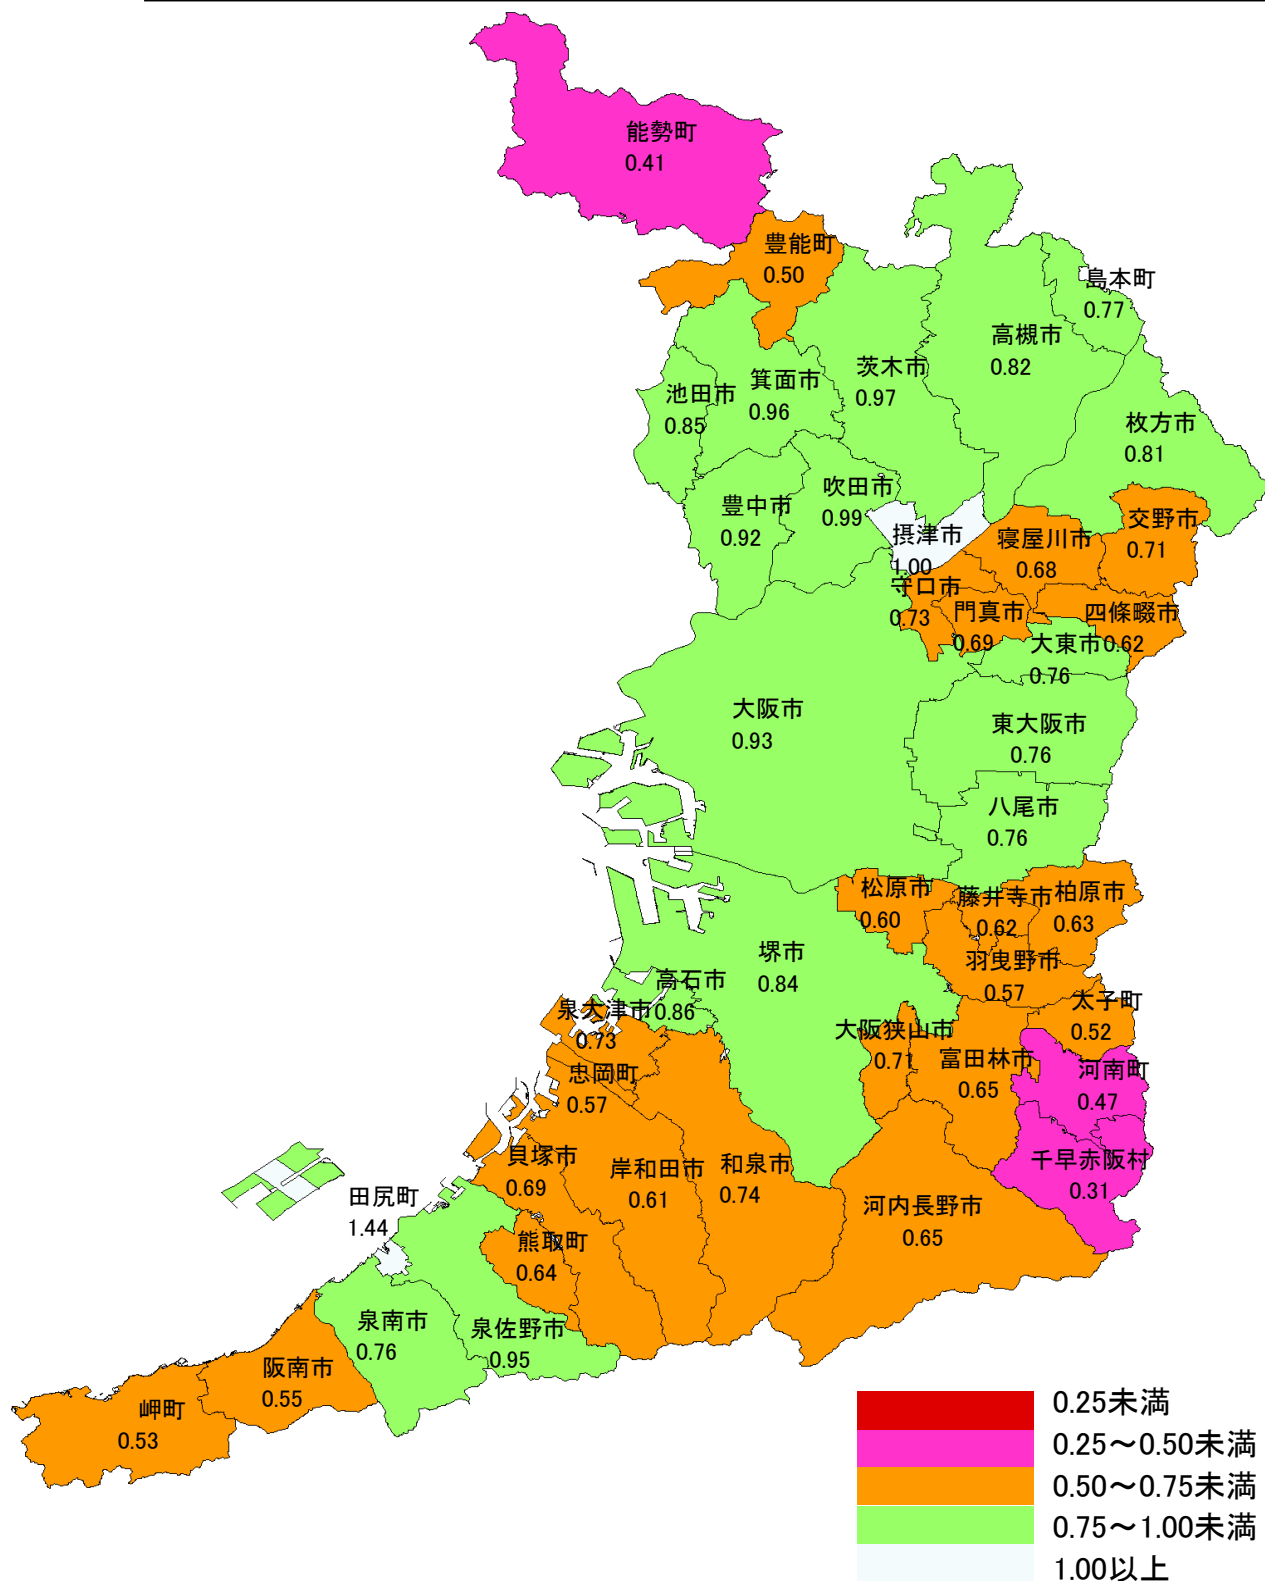 能勢町
0.41
豊能町
0.50
島本町
0.77
高槻市
0.82
茨木市
0.97
箕面市
0.96
池田市
0.85
枚方市
0.81
吹田市
0.99
豊中市
0.92
摂津市
1.00
寝屋川市
0.68
交野市
0.71
守口市
0.73
門真市
0.69
四條畷市
0.62
大東市
0.76
大阪市
0.93
東大阪市
0.76
八尾市
0.76
松原市
0.60
藤井寺市
0.62
柏原市
0.63
羽曳野市
0.57
堺市
0.84
高石市
0.86
泉大津市
0.73
太子町
0.52
大阪狭山市
0.71
富田林市
0.65
河南町
0.47
忠岡町
0.57
千早赤阪村
0.31
貝塚市
0.69
岸和田市
0.61
和泉市
0.74
河内長野市
0.65
田尻町
1.44
熊取町
0.64
泉南市
0.76
泉佐野市
0.95
阪南市
0.55
岬町
0.53
0.25未満
0.25～0.50未満
0.50～0.75未満
0.75～1.00未満
1.00以上